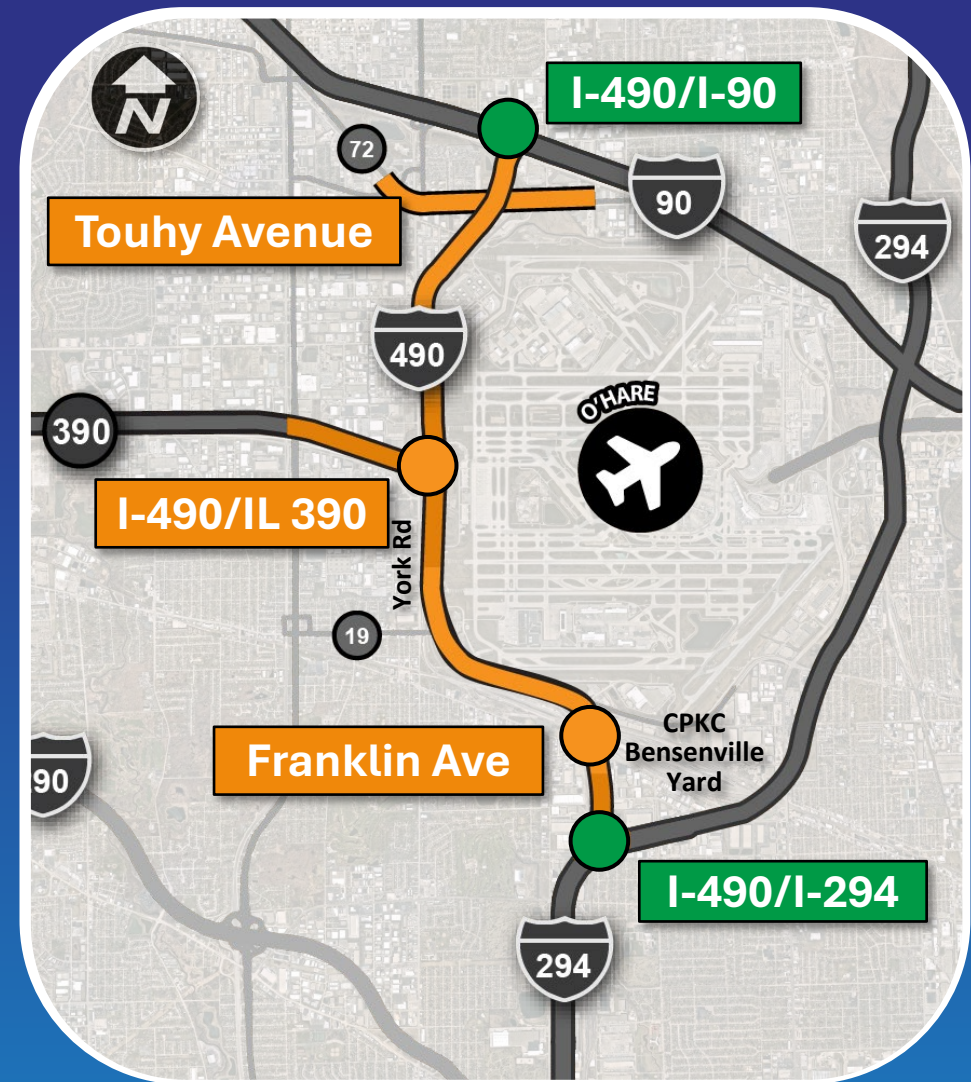 N
I-490/I-90
72
90
Touhy Avenue
294
490
O'HARE
390
I-490/IL 390
York Rd
19
CPKC
Bensenville
Yard
Franklin Ave
90
I-490/I-294
294